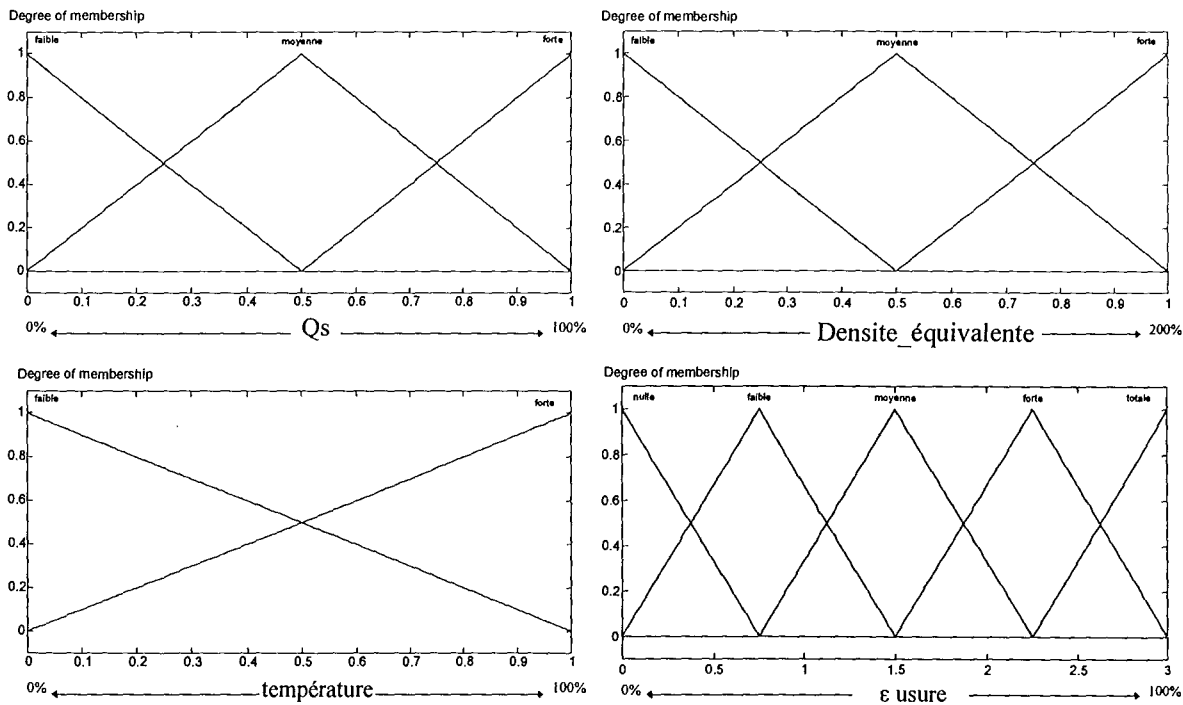 Degree of membership
faible moyenne forte
1
0.8
0.6
0.4
0.2
0
0 0.1 0.2 0.3 0.4 0.5 0.6 0.7 0.8 0.9 1
0% Qs 100%
Degree of membership
faible moyenne forte
1
0.8
0.6
0.4
0.2
0
0 0.1 0.2 0.3 0.4 0.5 0.6 0.7 0.8 0.9 1
0% Densite_équivalente 200%
Degree of membership
faible forte
1
0.8
0.6
0.4
0.2
0
0 0.1 0.2 0.3 0.4 0.5 0.6 0.7 0.8 0.9 1
0% température 100%
Degree of membership
nulle faible moyenne forte totale
1
0.8
0.6
0.4
0.2
0
0 0.5 1 1.5 2 2.5 3
0% ε usure 100%